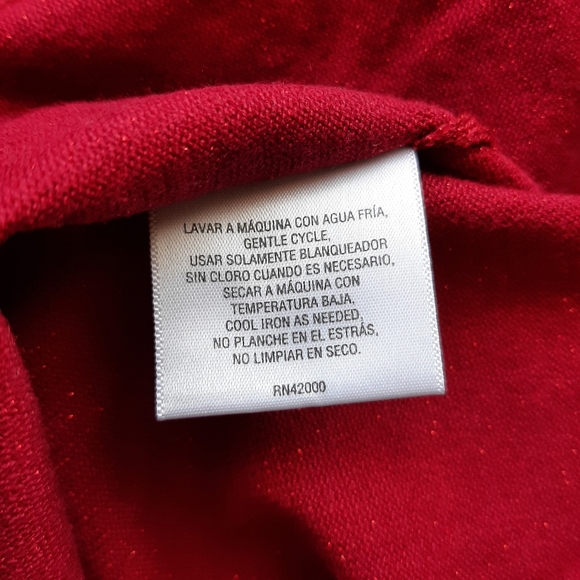 LAVAR A MÁQUINA CON AGUA FRÍA,
GENTLE CYCLE,
USAR SOLAMENTE BLANQUEADOR
SIN CLORO CUANDO ES NECESARIO,
SECAR A MÁQUINA CON
TEMPERATURA BAJA,
COOL IRON AS NEEDED,
NO PLANCHE EN EL ESTRÁS,
NO LIMPIAR EN SECO.
RN42000